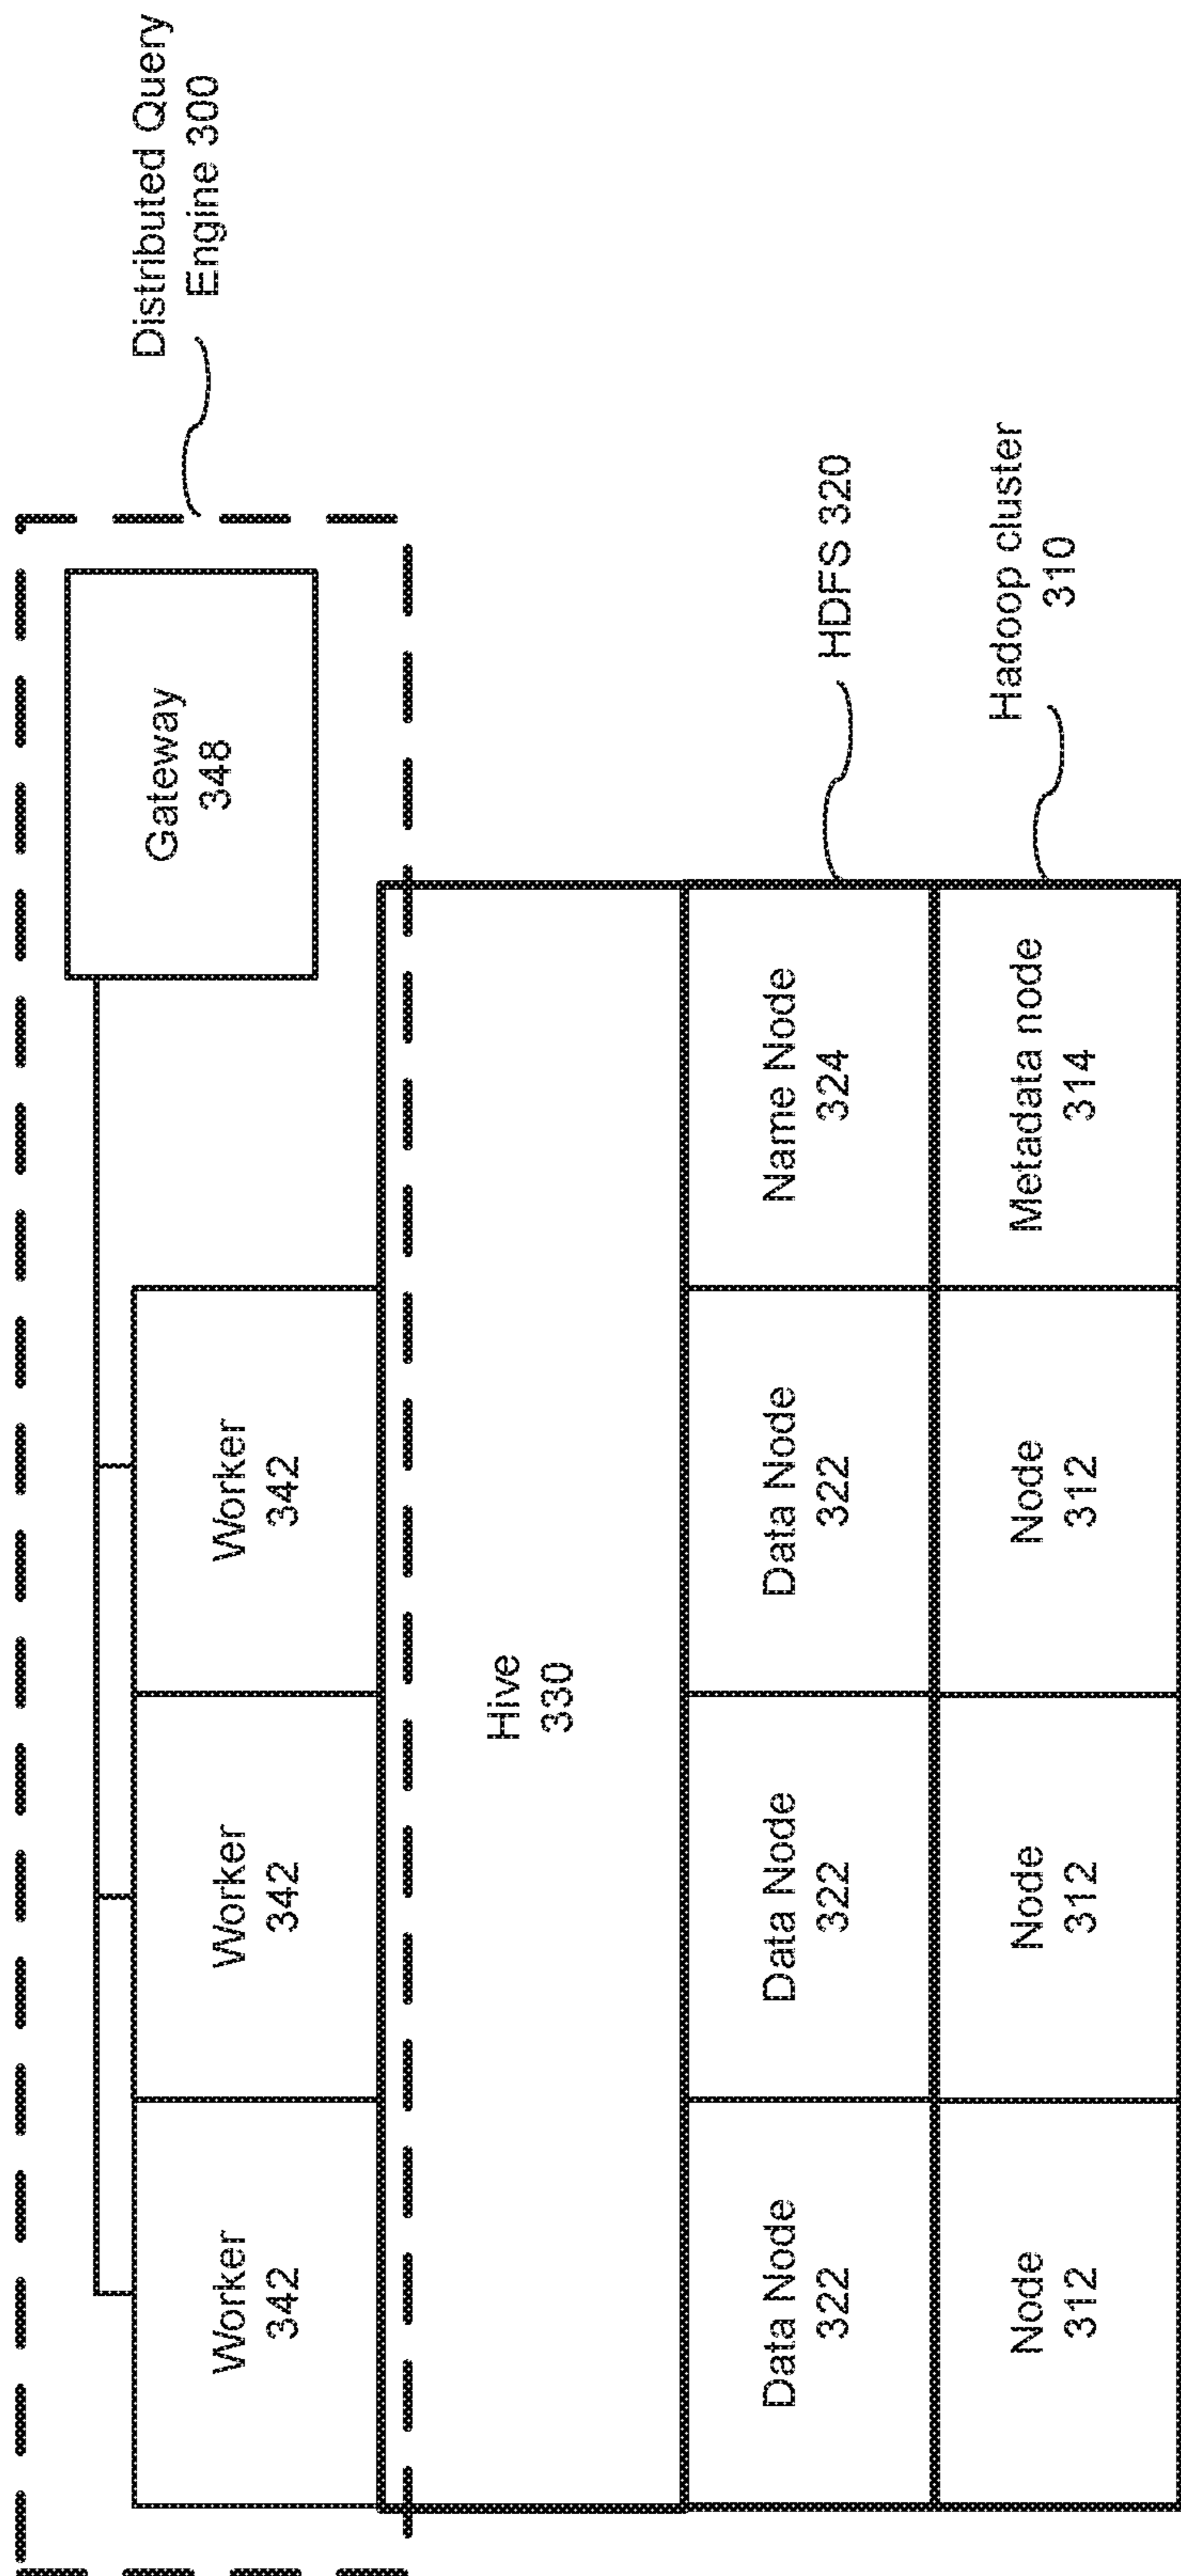 Distributed Query
Engine 300
Gateway
348
Worker
342
Worker
342
Worker
342
Hive
330
Data Node
322
Data Node
322
Data Node
322
Name Node
324
HDFS 320
Node
312
Node
312
Node
312
Metadata node
314
Hadoop cluster
310